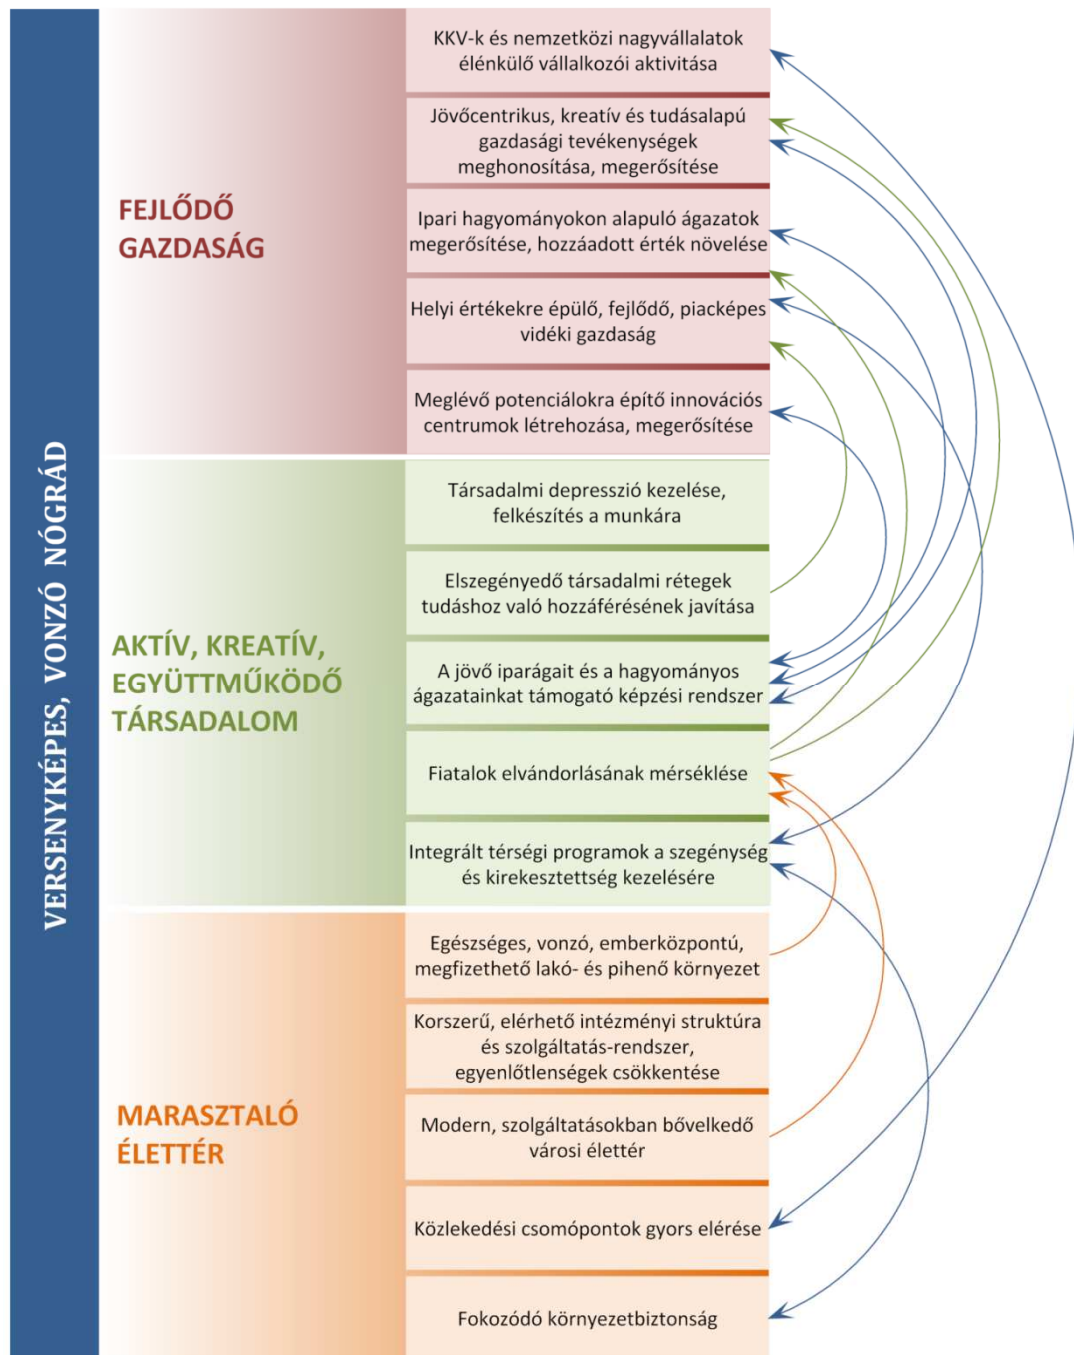 VERSENYKÉPES, VONZÓ NÓGRÁD
FEJLŐDŐ
GAZDASÁG
KKV-k és nemzetközi nagyvállalatok
élénkülő vállalkozói aktivitása
Jövőcentrikus, kreatív és tudásalapú
gazdasági tevékenységek
meghonosítása, megerősítése
Ipari hagyományokon alapuló ágazatok
megerősítése, hozzáadott érték növelése
Helyi értékekre épülő, fejlődő, piacképes
vidéki gazdaság
Meglévő potenciálokra építő innovációs
centrumok létrehozása, megerősítése
AKTÍV, KREATÍV,
EGYÜTTMŰKÖDŐ
TÁRSADALOM
Társadalmi depresszió kezelése,
felkészítés a munkára
Elszegényedő társadalmi rétegek
tudáshoz való hozzáférésének javítása
A jövő iparágait és a hagyományos
ágazatainkat támogató képzési rendszer
Fiatalok elvándorlásának mérséklése
Integrált térségi programok a szegénység
és kirekesztettség kezelésére
MARASZTALÓ
ÉLETTÉR
Egészséges, vonzó, emberközpontú,
megfizethető lakó- és pihenő környezet
Korszerű, elérhető intézményi struktúra
és szolgáltatás-rendszer,
egyenlőtlenségek csökkentése
Modern, szolgáltatásokban bővelkedő
városi élettér
Közlekedési csomópontok gyors elérése
Fokozódó környezetbiztonság